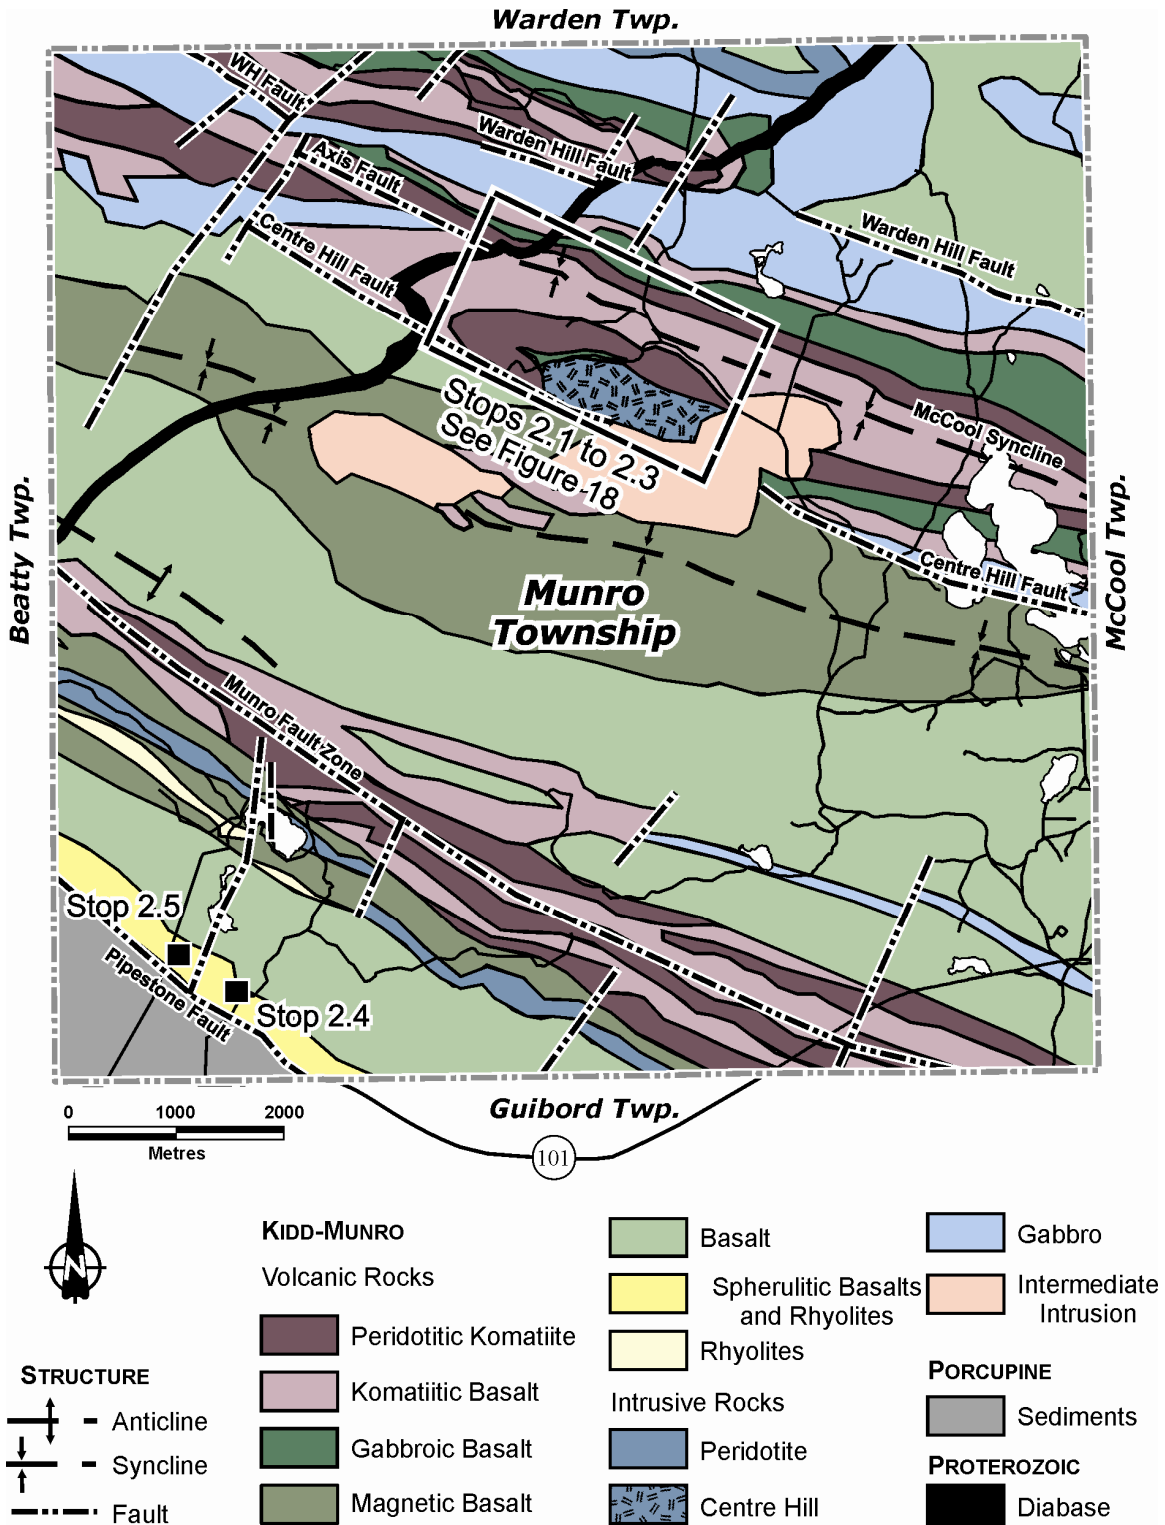 Warden Twp.
WH Fault
Axis Fault
Warden Hill Fault
Centre Hill Fault
Warden Hill Fault
McCool Syncline
Stops 2.1 to 2.3
See Figure 18
Centre Hill Fault
Beatty Twp.
McCool Twp.
Munro
Township
Munro Fault Zone
Stop 2.5
Pipestone Fault
Stop 2.4
Guibord Twp.
101
0 1000 2000
Metres
N
STRUCTURE
Anticline
Syncline
Fault
KIDD-MUNRO
Volcanic Rocks
Peridotitic Komatiite
Komatiitic Basalt
Gabbroic Basalt
Magnetic Basalt
Basalt
Spherulitic Basalts
and Rhyolites
Rhyolites
Intrusive Rocks
Peridotite
Centre Hill
Gabbro
Intermediate
Intrusion
PORCUPINE
Sediments
PROTEROZOIC
Diabase